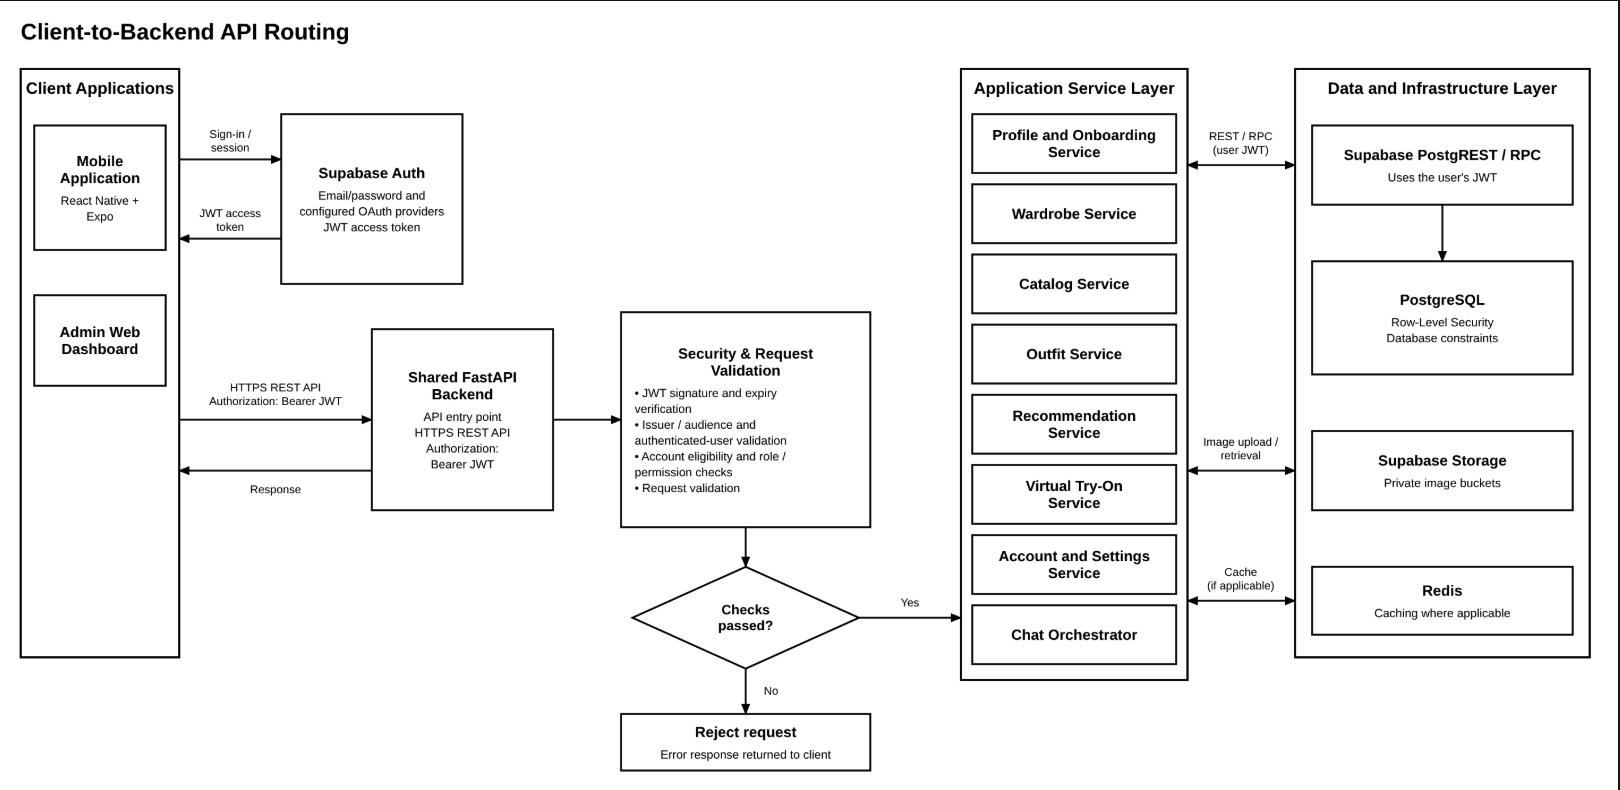 Client-to-Backend API Routing
Client Applications
Mobile
Application
React Native +
Expo
Admin Web
Dashboard
Sign-in /
session
JWT access
token
Supabase Auth
Email/password and
configured OAuth providers
JWT access token
HTTPS REST API
Authorization: Bearer JWT
Response
Shared FastAPI
Backend
API entry point
HTTPS REST API
Authorization:
Bearer JWT
Security & Request
Validation
• JWT signature and expiry
verification
• Issuer / audience and
authenticated-user validation
• Account eligibility and role /
permission checks
• Request validation
Checks
passed?
Yes
No
Reject request
Error response returned to client
Application Service Layer
Profile and Onboarding
Service
Wardrobe Service
Catalog Service
Outfit Service
Recommendation
Service
Virtual Try-On
Service
Account and Settings
Service
Chat Orchestrator
REST / RPC
(user JWT)
Image upload /
retrieval
Cache
(if applicable)
Data and Infrastructure Layer
Supabase PostgREST / RPC
Uses the user's JWT
PostgreSQL
Row-Level Security
Database constraints
Supabase Storage
Private image buckets
Redis
Caching where applicable